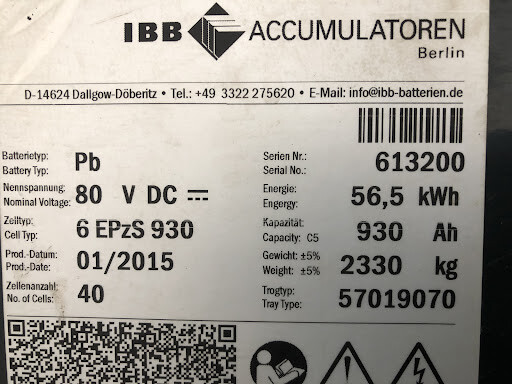 IBB ACCUMULATOREN
Berlin
D-14624 Dallgow-Döberitz • Tel.: +49 3322 275620 • E-Mail: info@ibb-batterien.de
Batterietyp: Pb Serien Nr.: 613200
Battery Type: Serial No.:
Nennspannung: 80 V DC Energie: 56,5 kWh
Nominal Voltage: Engergy:
Zelltyp: 6 EPzS 930 Kapazität: 930 Ah
Cell Typ: Capacity: C5
Prod.-Datum: 01/2015 Gewicht: ±5% 2330 kg
Prod.-Date: Weight: ±5%
Zellenanzahl: 40 Trogtyp: 57019070
No. of Cells: Tray Type: